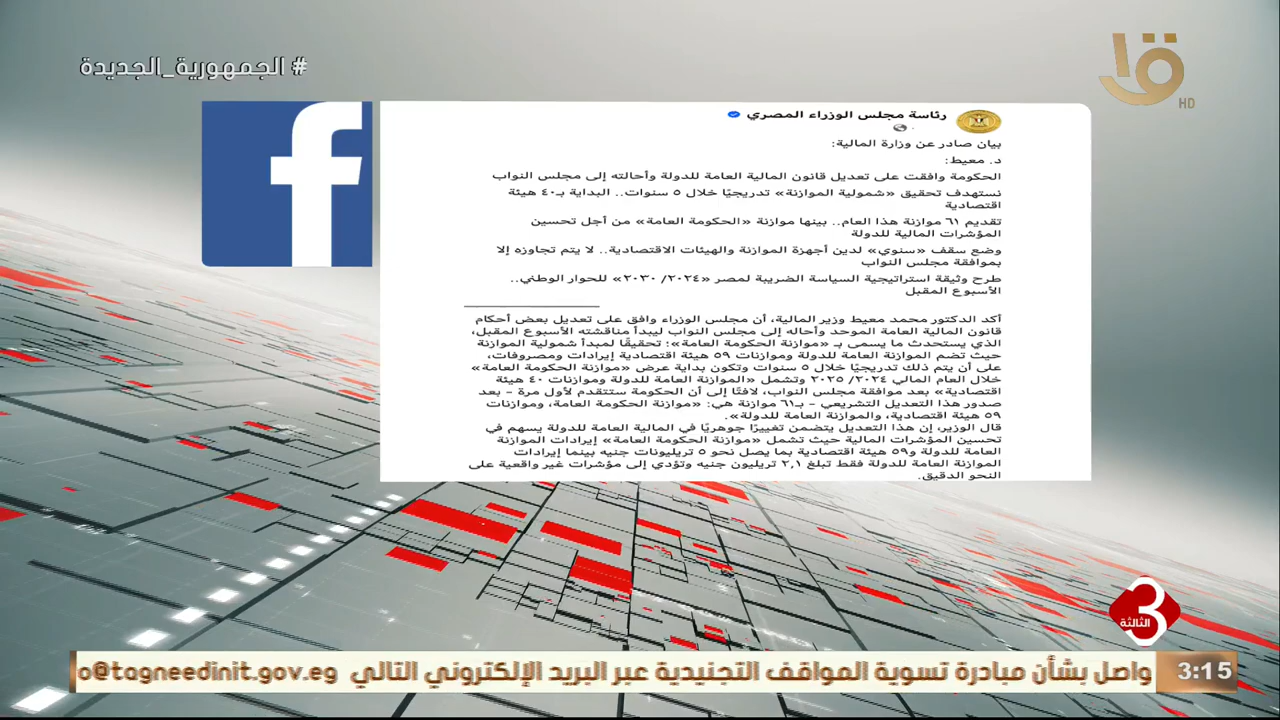 # الجمهورية_الجديدة
HD
رئاسة مجلس الوزراء المصري
بيان صادر عن وزارة المالية:
د. معيط:
الحكومة وافقت على تعديل قانون المالية العامة للدولة وأحالته إلى مجلس النواب
نستهدف تحقيق «شمولية الموازنة» تدريجيًا خلال ٥ سنوات.. البداية بـ٤٠ هيئة
اقتصادية
تقديم ٦١ موازنة هذا العام.. بينها موازنة «الحكومة العامة» من أجل تحسين
المؤشرات المالية للدولة
وضع سقف «سنوي» لدين أجهزة الموازنة والهيئات الاقتصادية.. لا يتم تجاوزه إلا
بموافقة مجلس النواب
طرح وثيقة استراتيجية السياسة الضريبة لمصر «٢٠٢٤/ ٢٠٣٠» للحوار الوطني..
الأسبوع المقبل
أكد الدكتور محمد معيط وزير المالية، أن مجلس الوزراء وافق على تعديل بعض أحكام
قانون المالية العامة الموحد وأحاله إلى مجلس النواب ليبدأ مناقشته الأسبوع المقبل،
الذي يستحدث ما يسمى بـ «موازنة الحكومة العامة»؛ تحقيقًا لمبدأ شمولية الموازنة
حيث تضم الموازنة العامة للدولة وموازنات ٥٩ هيئة اقتصادية إيرادات ومصروفات،
على أن يتم ذلك تدريجيًا خلال ٥ سنوات وتكون بداية عرض «موازنة الحكومة العامة»
خلال العام المالي ٢٠٢٤/ ٢٠٢٥ وتشمل «الموازنة العامة للدولة وموازنات ٤٠ هيئة
اقتصادية» بعد موافقة مجلس النواب، لافتًا إلى أن الحكومة ستتقدم لأول مرة – بعد
صدور هذا التعديل التشريعي – بـ٦١ موازنة هي: «موازنة الحكومة العامة، وموازنات
٥٩ هيئة اقتصادية، والموازنة العامة للدولة».
قال الوزير، إن هذا التعديل يتضمن تغييرًا جوهريًا في المالية العامة للدولة يسهم في
تحسين المؤشرات المالية حيث تشمل «موازنة الحكومة العامة» إيرادات الموازنة
العامة للدولة و٥٩ هيئة اقتصادية بما يصل نحو ٥ تريليونات جنيه بينما إيرادات
الموازنة العامة للدولة فقط تبلغ ٢,١ تريليون جنيه وتؤدي إلى مؤشرات غير واقعية على
النحو الدقيق.
3 الثالثة
3:15
واصل بشأن مبادرة تسوية المواقف التجنيدية عبر البريد الإلكتروني التالي o@tagneedinit.gov.eg